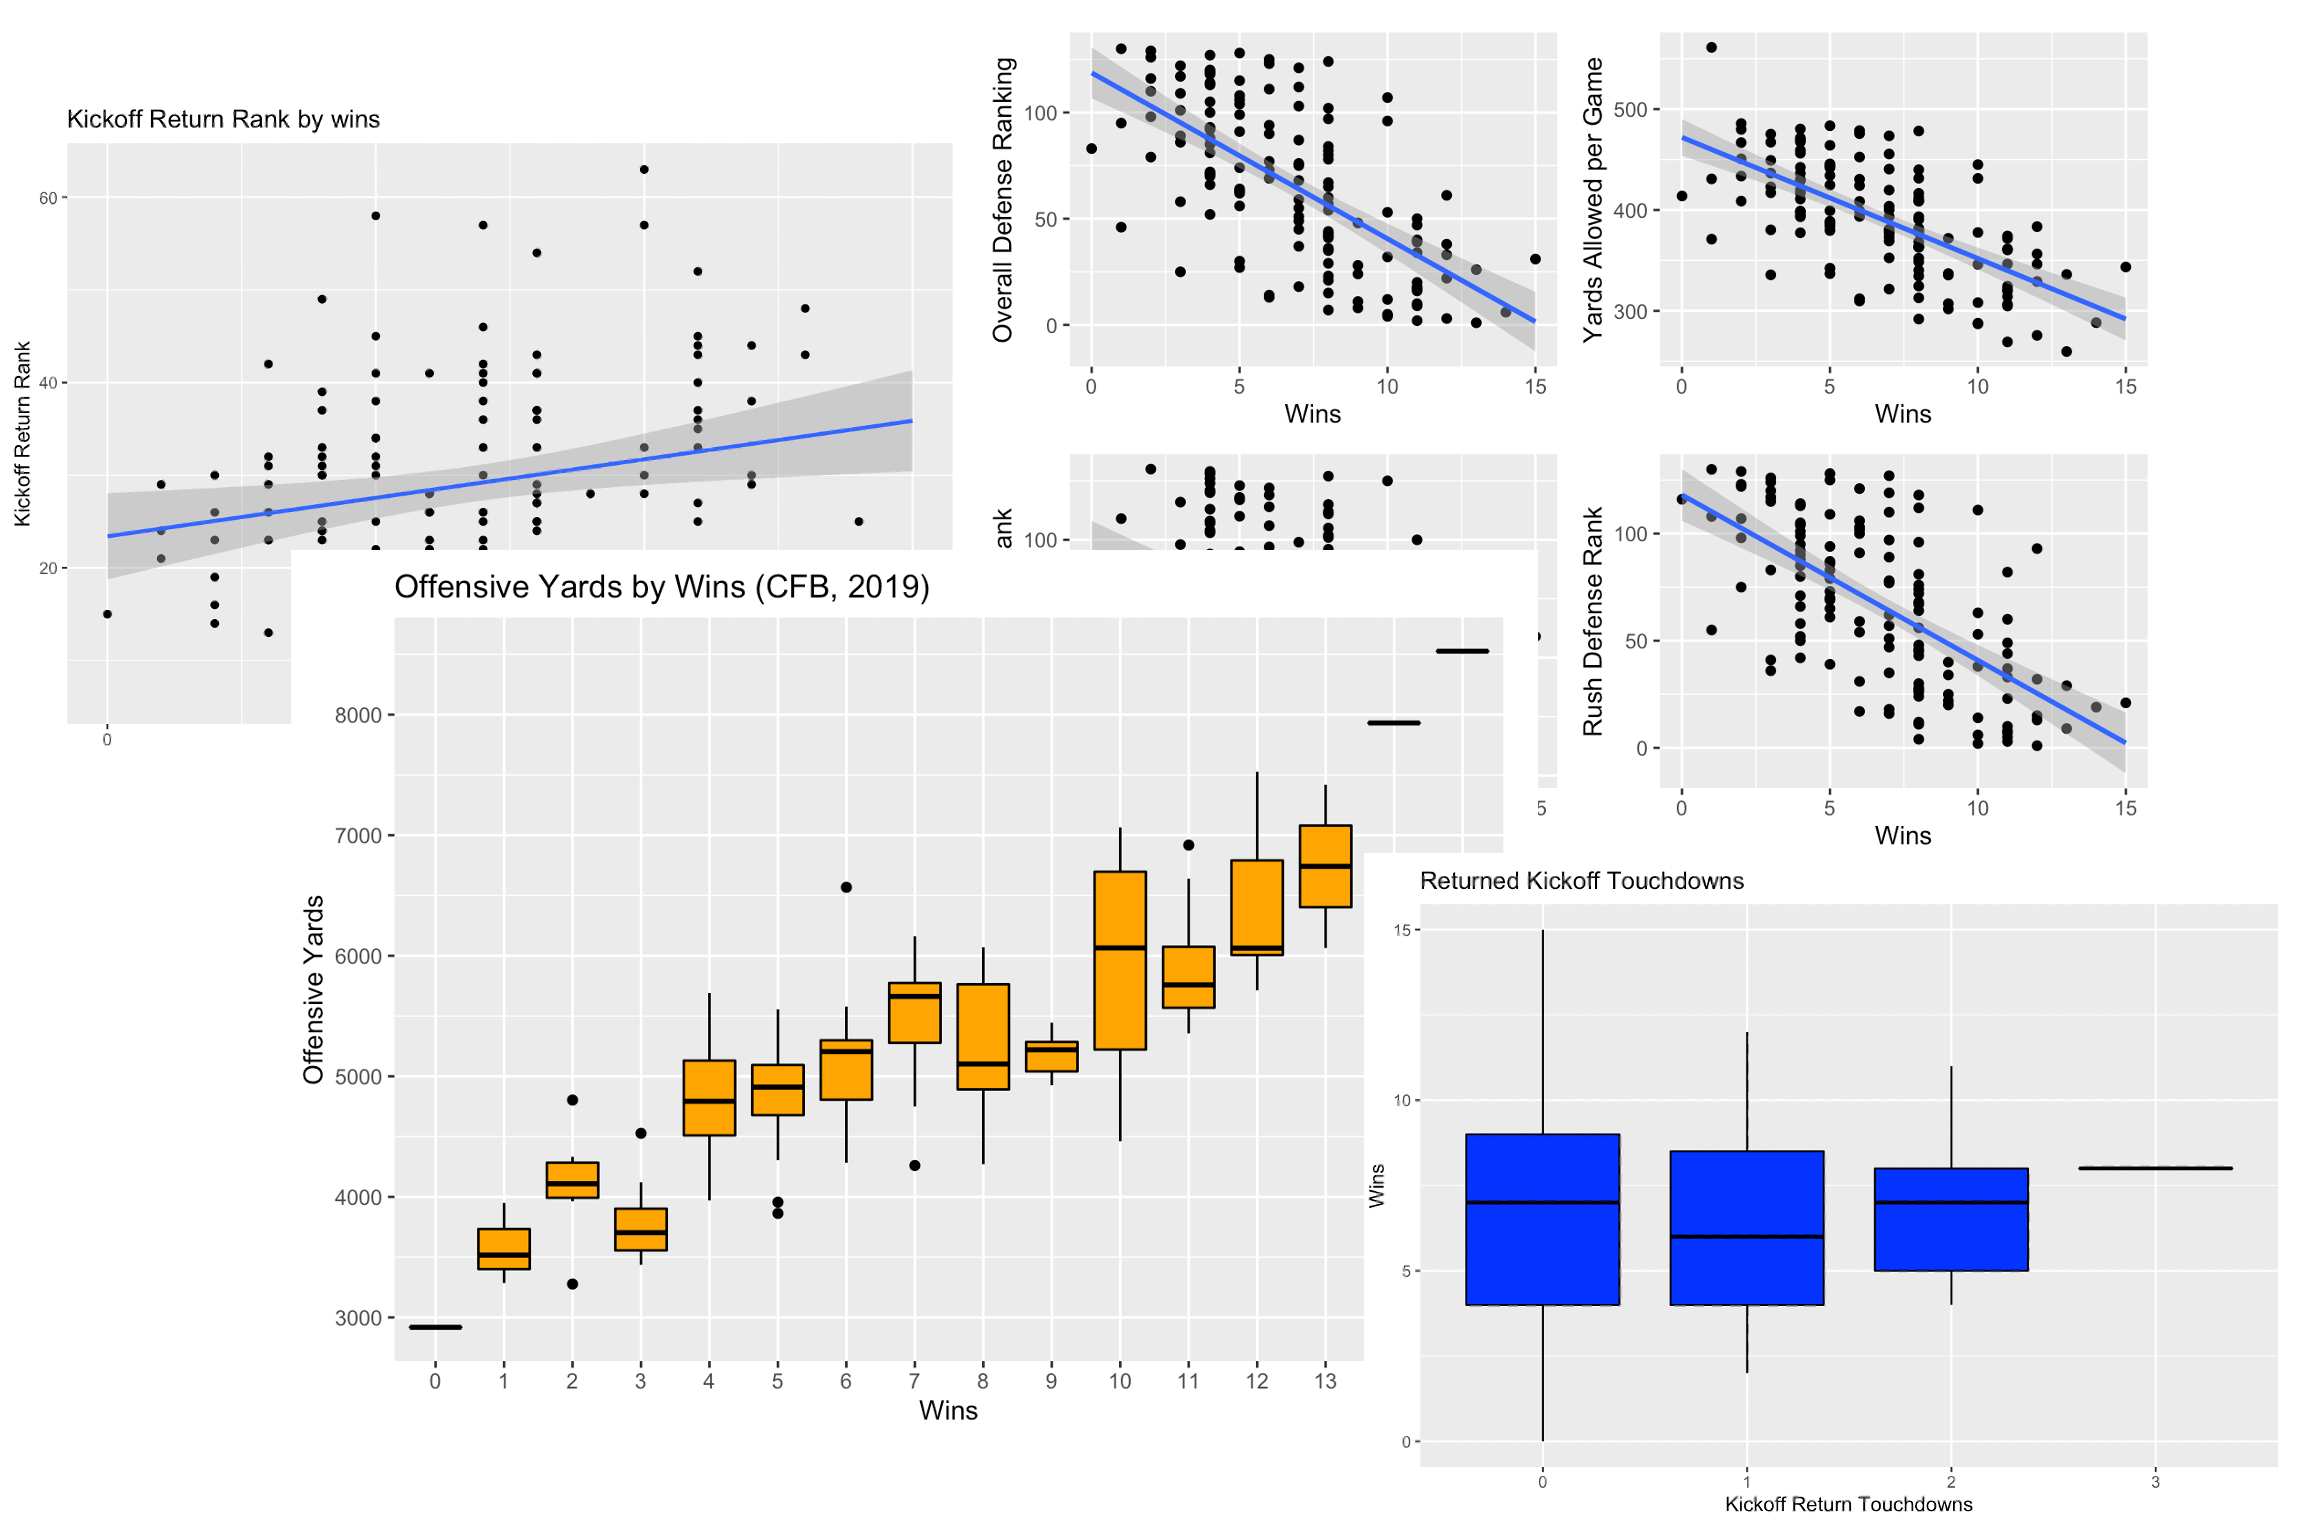 Kickoff Return Rank by wins
Kickoff Return Rank
60
40
20
0
Overall Defense Ranking
100
50
0
0 5 10 15
Wins
Yards Allowed per Game
500
400
300
0 5 10 15
Wins
ank
100
5
Rush Defense Rank
100
50
0
0 5 10 15
Wins
Offensive Yards by Wins (CFB, 2019)
Offensive Yards
8000
7000
6000
5000
4000
3000
0 1 2 3 4 5 6 7 8 9 10 11 12 13
Wins
Returned Kickoff Touchdowns
Wins
15
10
5
0
0 1 2 3
Kickoff Return Touchdowns